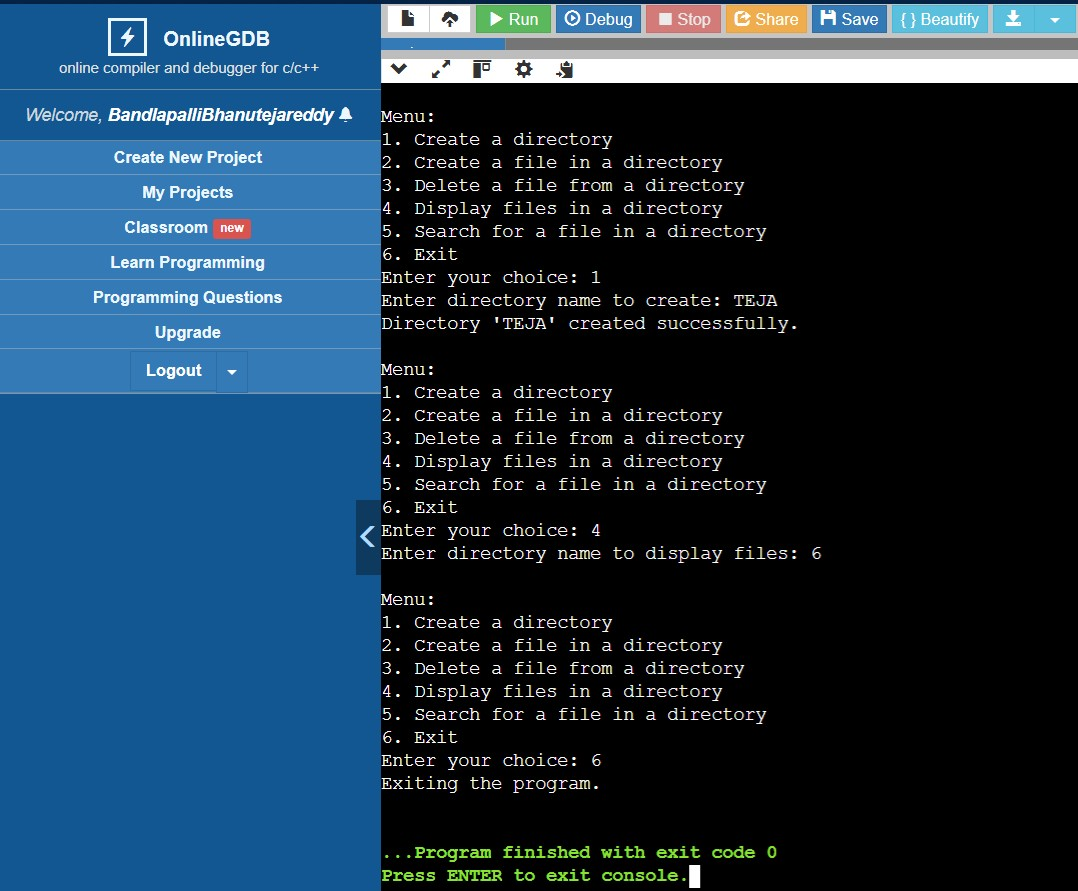 OnlineGDB
online compiler and debugger for c/c++
Welcome, BandlapalliBhanutejareddy
Create New Project
My Projects
Classroom new
Learn Programming
Programming Questions
Upgrade
Logout
Run Debug Stop Share Save { } Beautify
Menu:
1. Create a directory
2. Create a file in a directory
3. Delete a file from a directory
4. Display files in a directory
5. Search for a file in a directory
6. Exit
Enter your choice: 1
Enter directory name to create: TEJA
Directory 'TEJA' created successfully.
Menu:
1. Create a directory
2. Create a file in a directory
3. Delete a file from a directory
4. Display files in a directory
5. Search for a file in a directory
6. Exit
Enter your choice: 4
Enter directory name to display files: 6
Menu:
1. Create a directory
2. Create a file in a directory
3. Delete a file from a directory
4. Display files in a directory
5. Search for a file in a directory
6. Exit
Enter your choice: 6
Exiting the program.
...Program finished with exit code 0
Press ENTER to exit console.